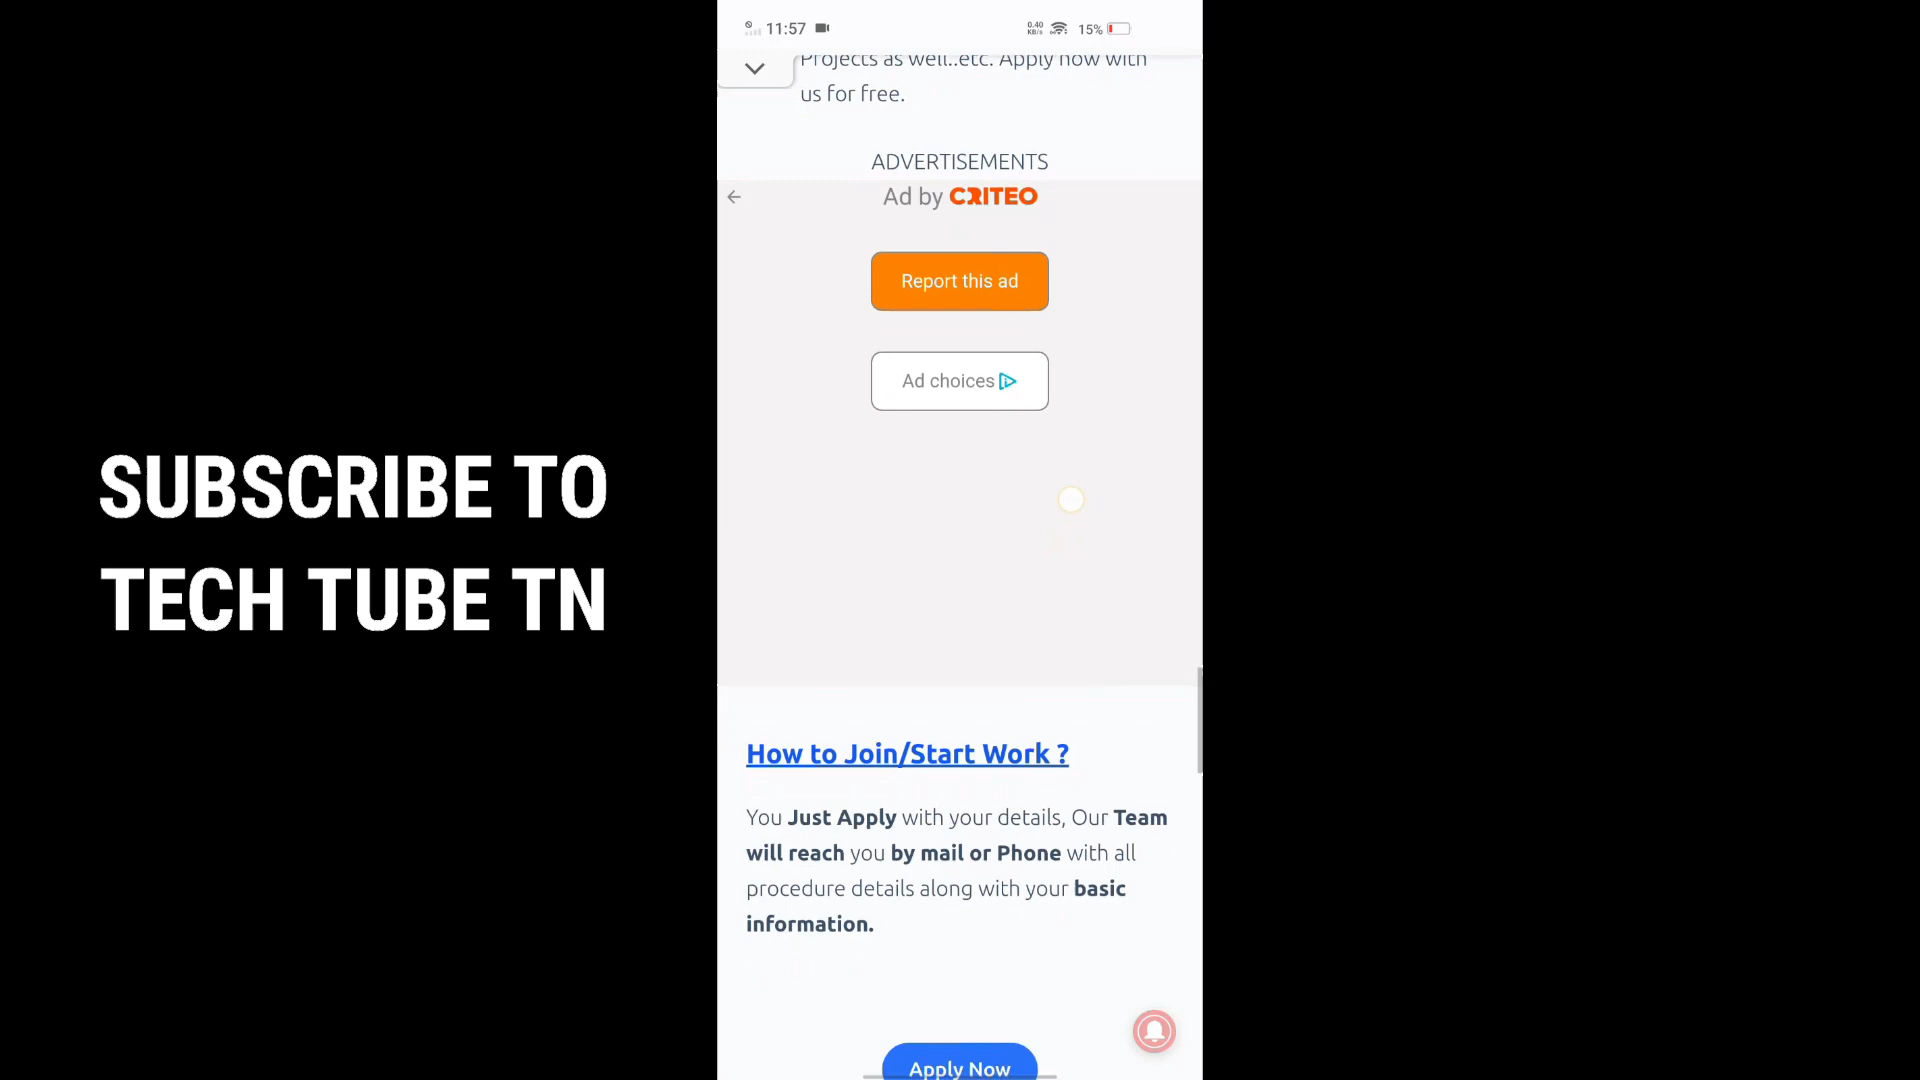 11:57
0.40
KB/s
15%
Projects as well..etc. Apply now with
us for free.
ADVERTISEMENTS
Ad by CRITEO
Report this ad
Ad choices
SUBSCRIBE TO
TECH TUBE TN
How to Join/Start Work ?
You Just Apply with your details, Our Team
will reach you by mail or Phone with all
procedure details along with your basic
information.
Apply Now